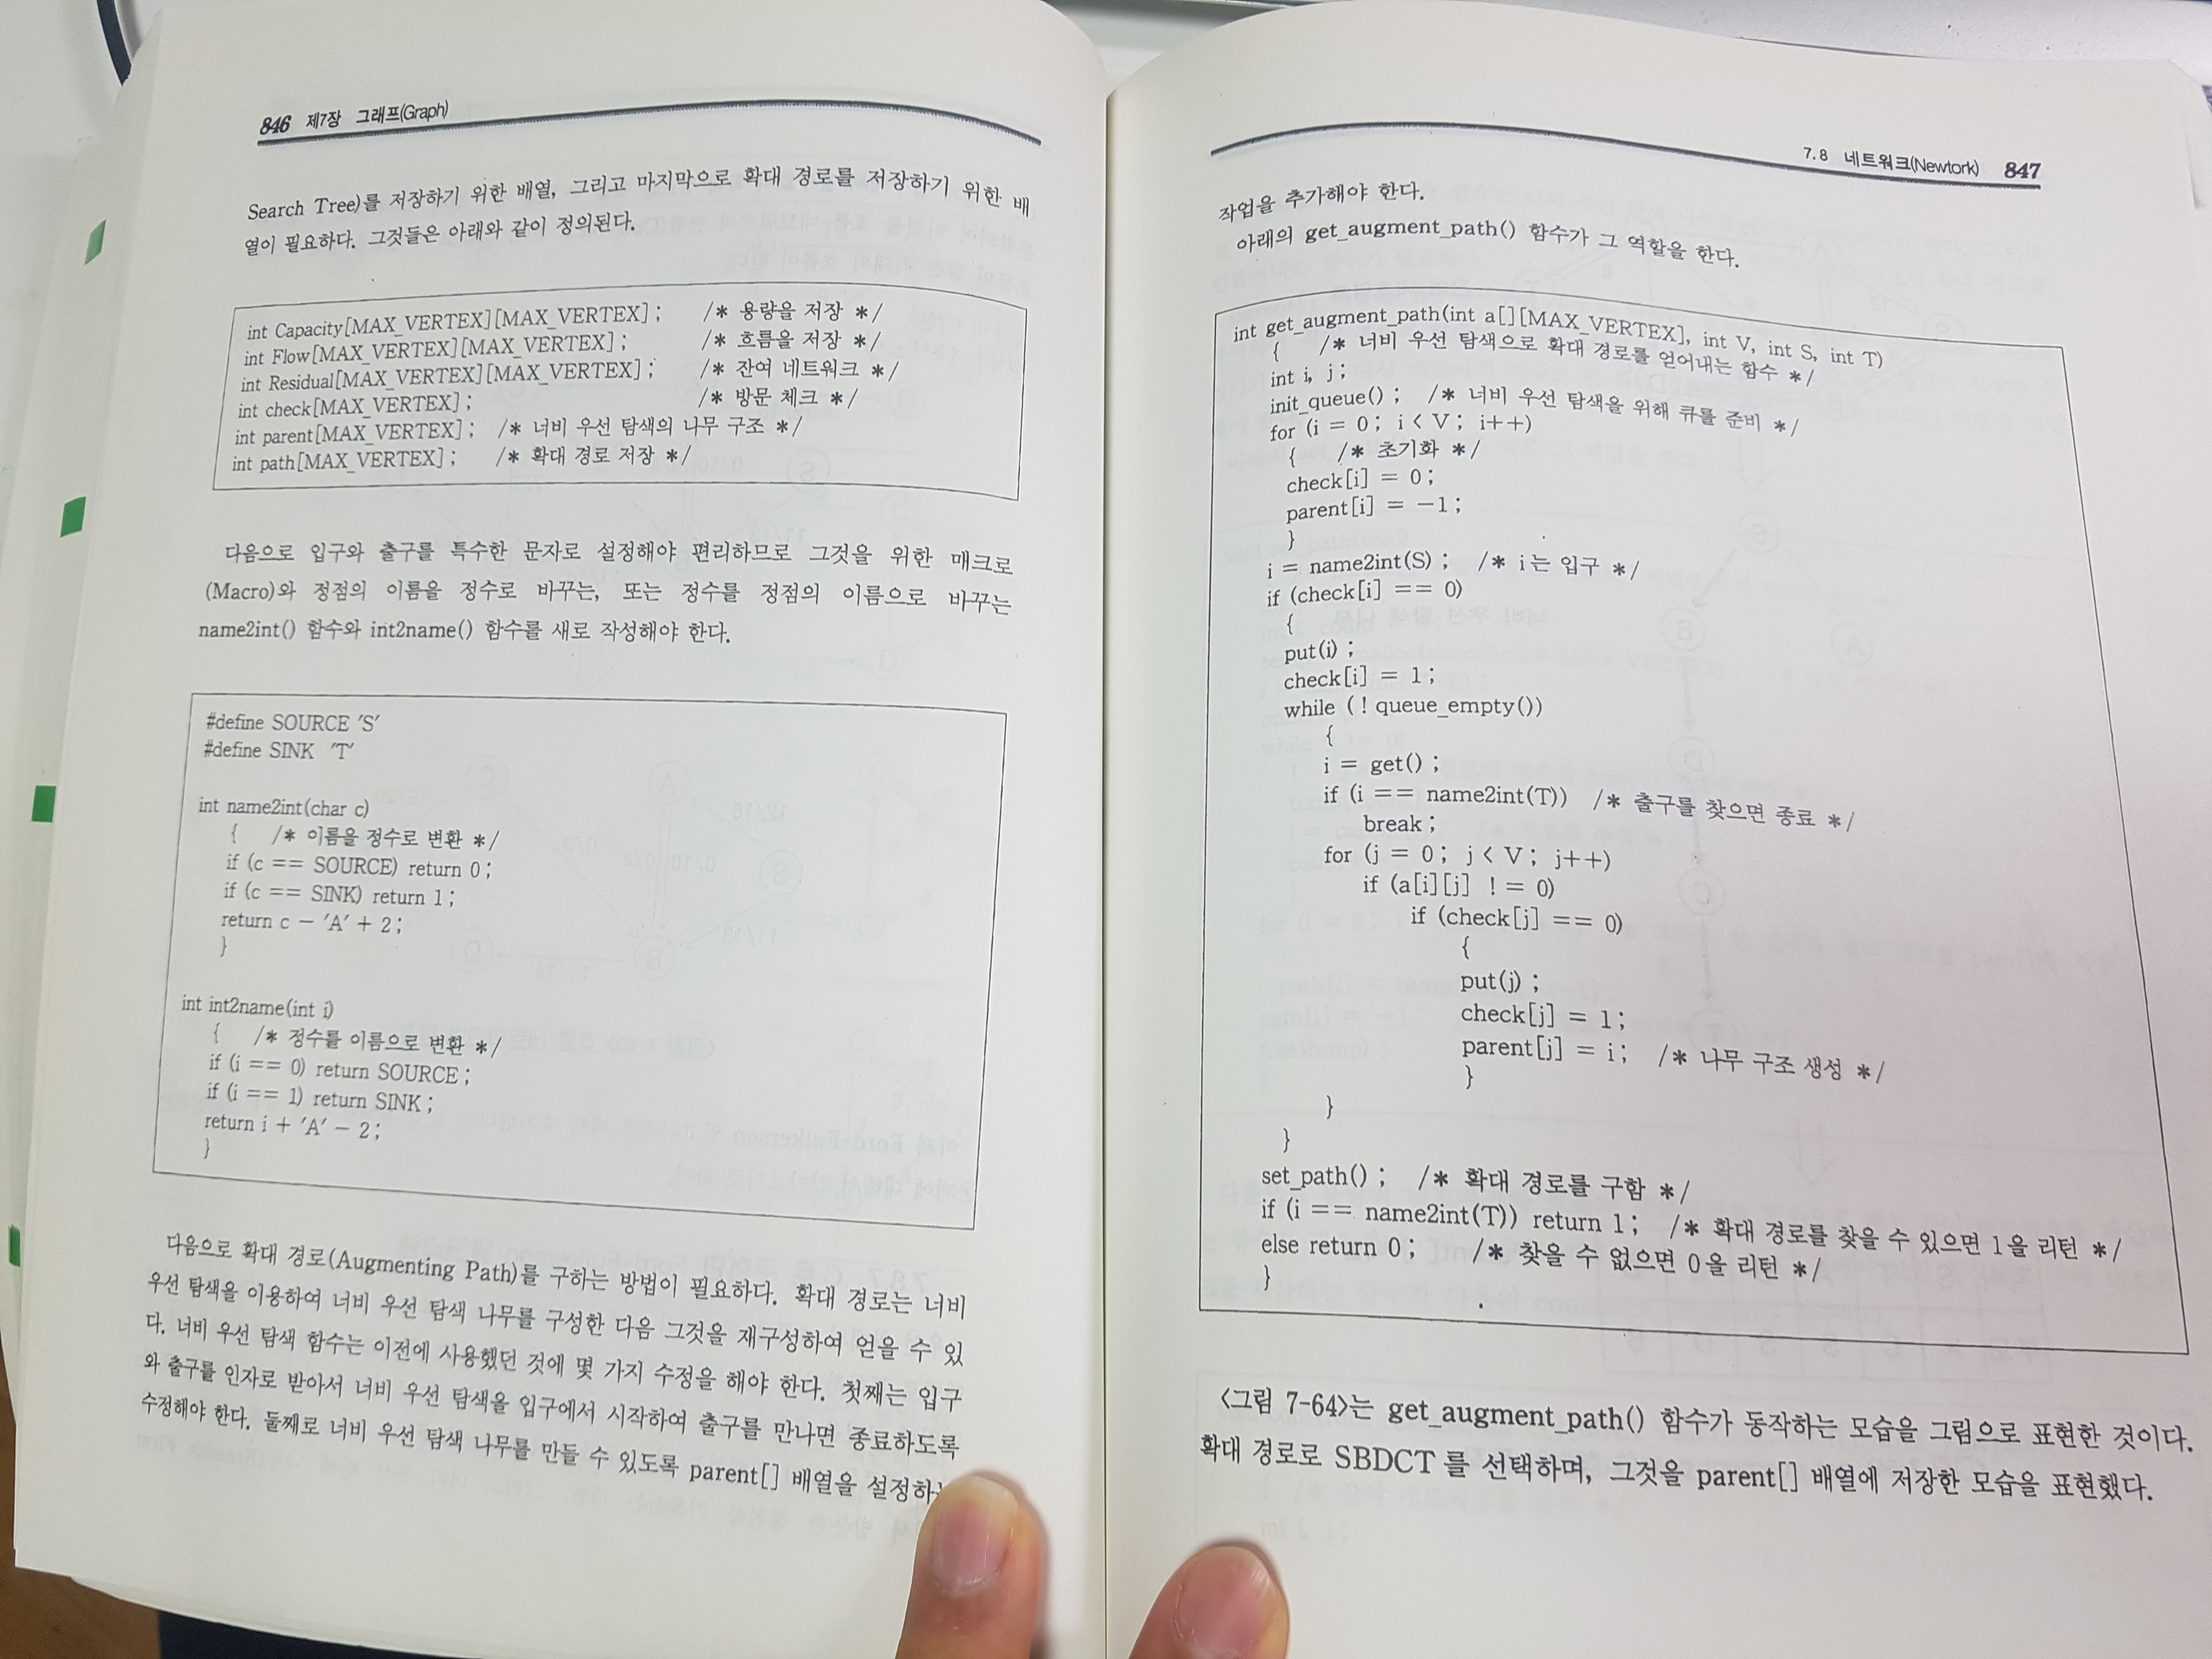 846 제7장 그래프(Graph)
Search Tree)를 저장하기 위한 배열, 그리고 마지막으로 확대 경로를 저장하기 위한 배
열이 필요하다. 그것들은 아래와 같이 정의된다.
int Capacity[MAX_VERTEX][MAX_VERTEX]; /* 용량을 저장 */
int Flow[MAX_VERTEX][MAX_VERTEX]; /* 흐름을 저장 */
int Residual[MAX_VERTEX][MAX_VERTEX]; /* 잔여 네트워크 */
int check[MAX_VERTEX]; /* 방문 체크 */
int parent[MAX_VERTEX]; /* 너비 우선 탐색의 나무 구조 */
int path[MAX_VERTEX]; /* 확대 경로 저장 */
다음으로 입구와 출구를 특수한 문자로 설정해야 편리하므로 그것을 위한 매크로
(Macro)와 정점의 이름을 정수로 바꾸는, 또는 정수를 정점의 이름으로 바꾸는
name2int() 함수와 int2name() 함수를 새로 작성해야 한다.
#define SOURCE 'S'
#define SINK 'T'
int name2int(char c)
{ /* 이름을 정수로 변환 */
if (c == SOURCE) return 0;
if (c == SINK) return 1;
return c - 'A' + 2;
}
int int2name(int i)
{ /* 정수를 이름으로 변환 */
if (i == 0) return SOURCE;
if (i == 1) return SINK;
return i + 'A' - 2;
}
다음으로 확대 경로(Augmenting Path)를 구하는 방법이 필요하다. 확대 경로는 너비
우선 탐색을 이용하여 너비 우선 탐색 나무를 구성한 다음 그것을 재구성하여 얻을 수 있
다. 너비 우선 탐색 함수는 이전에 사용했던 것에 몇 가지 수정을 해야 한다. 첫째는 입구
와 출구를 인자로 받아서 너비 우선 탐색을 입구에서 시작하여 출구를 만나면 종료하도록
수정해야 한다. 둘째로 너비 우선 탐색 나무를 만들 수 있도록 parent[] 배열을 설정하
7.8 네트워크(Newtork) 847
작업을 추가해야 한다.
아래의 get_augment_path() 함수가 그 역할을 한다.
int get_augment_path(int a[][MAX_VERTEX], int V, int S, int T)
{ /* 너비 우선 탐색으로 확대 경로를 얻어내는 함수 */
int i, j;
init_queue(); /* 너비 우선 탐색을 위해 큐를 준비 */
for (i = 0; i < V; i++)
{ /* 초기화 */
check[i] = 0;
parent[i] = -1;
}
i = name2int(S); /* i는 입구 */
if (check[i] == 0)
{
put(i);
check[i] = 1;
while (!queue_empty())
{
i = get();
if (i == name2int(T)) /* 출구를 찾으면 종료 */
break;
for (j = 0; j < V; j++)
if (a[i][j] != 0)
if (check[j] == 0)
{
put(j);
check[j] = 1;
parent[j] = i; /* 나무 구조 생성 */
}
}
}
set_path(); /* 확대 경로를 구함 */
if (i == name2int(T)) return 1; /* 확대 경로를 찾을 수 있으면 1을 리턴 */
else return 0; /* 찾을 수 없으면 0을 리턴 */
}
<그림 7-64>는 get_augment_path() 함수가 동작하는 모습을 그림으로 표현한 것이다.
확대 경로로 SBDCT를 선택하며, 그것을 parent[] 배열에 저장한 모습을 표현했다.